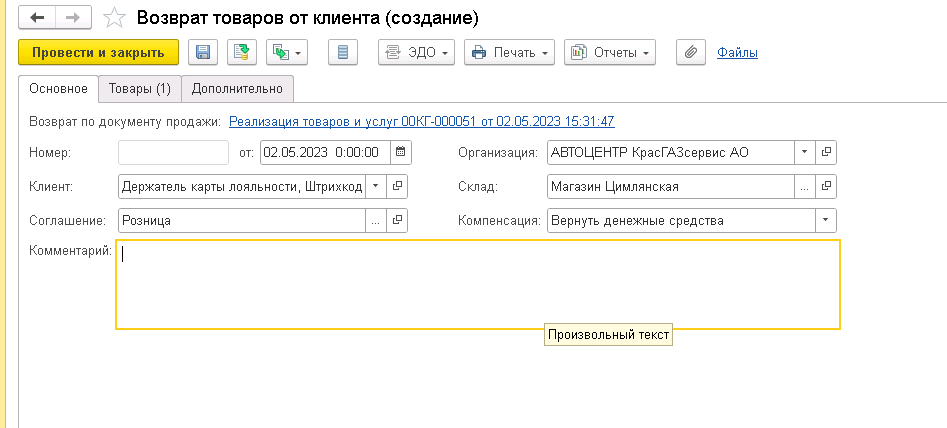 Возврат товаров от клиента (создание)
Провести и закрыть ЭДО Печать Отчеты Файлы
Основное Товары (1) Дополнительно
Возврат по документу продажи: Реализация товаров и услуг 00КГ-000051 от 02.05.2023 15:31:47
Номер: от: 02.05.2023 0:00:00 Организация: АВТОЦЕНТР КрасГАЗсервис АО
Клиент: Держатель карты лояльности, Штрихкод Склад: Магазин Цимлянская
Соглашение: Розница ... Компенсация: Вернуть денежные средства
Комментарий:
Произвольный текст